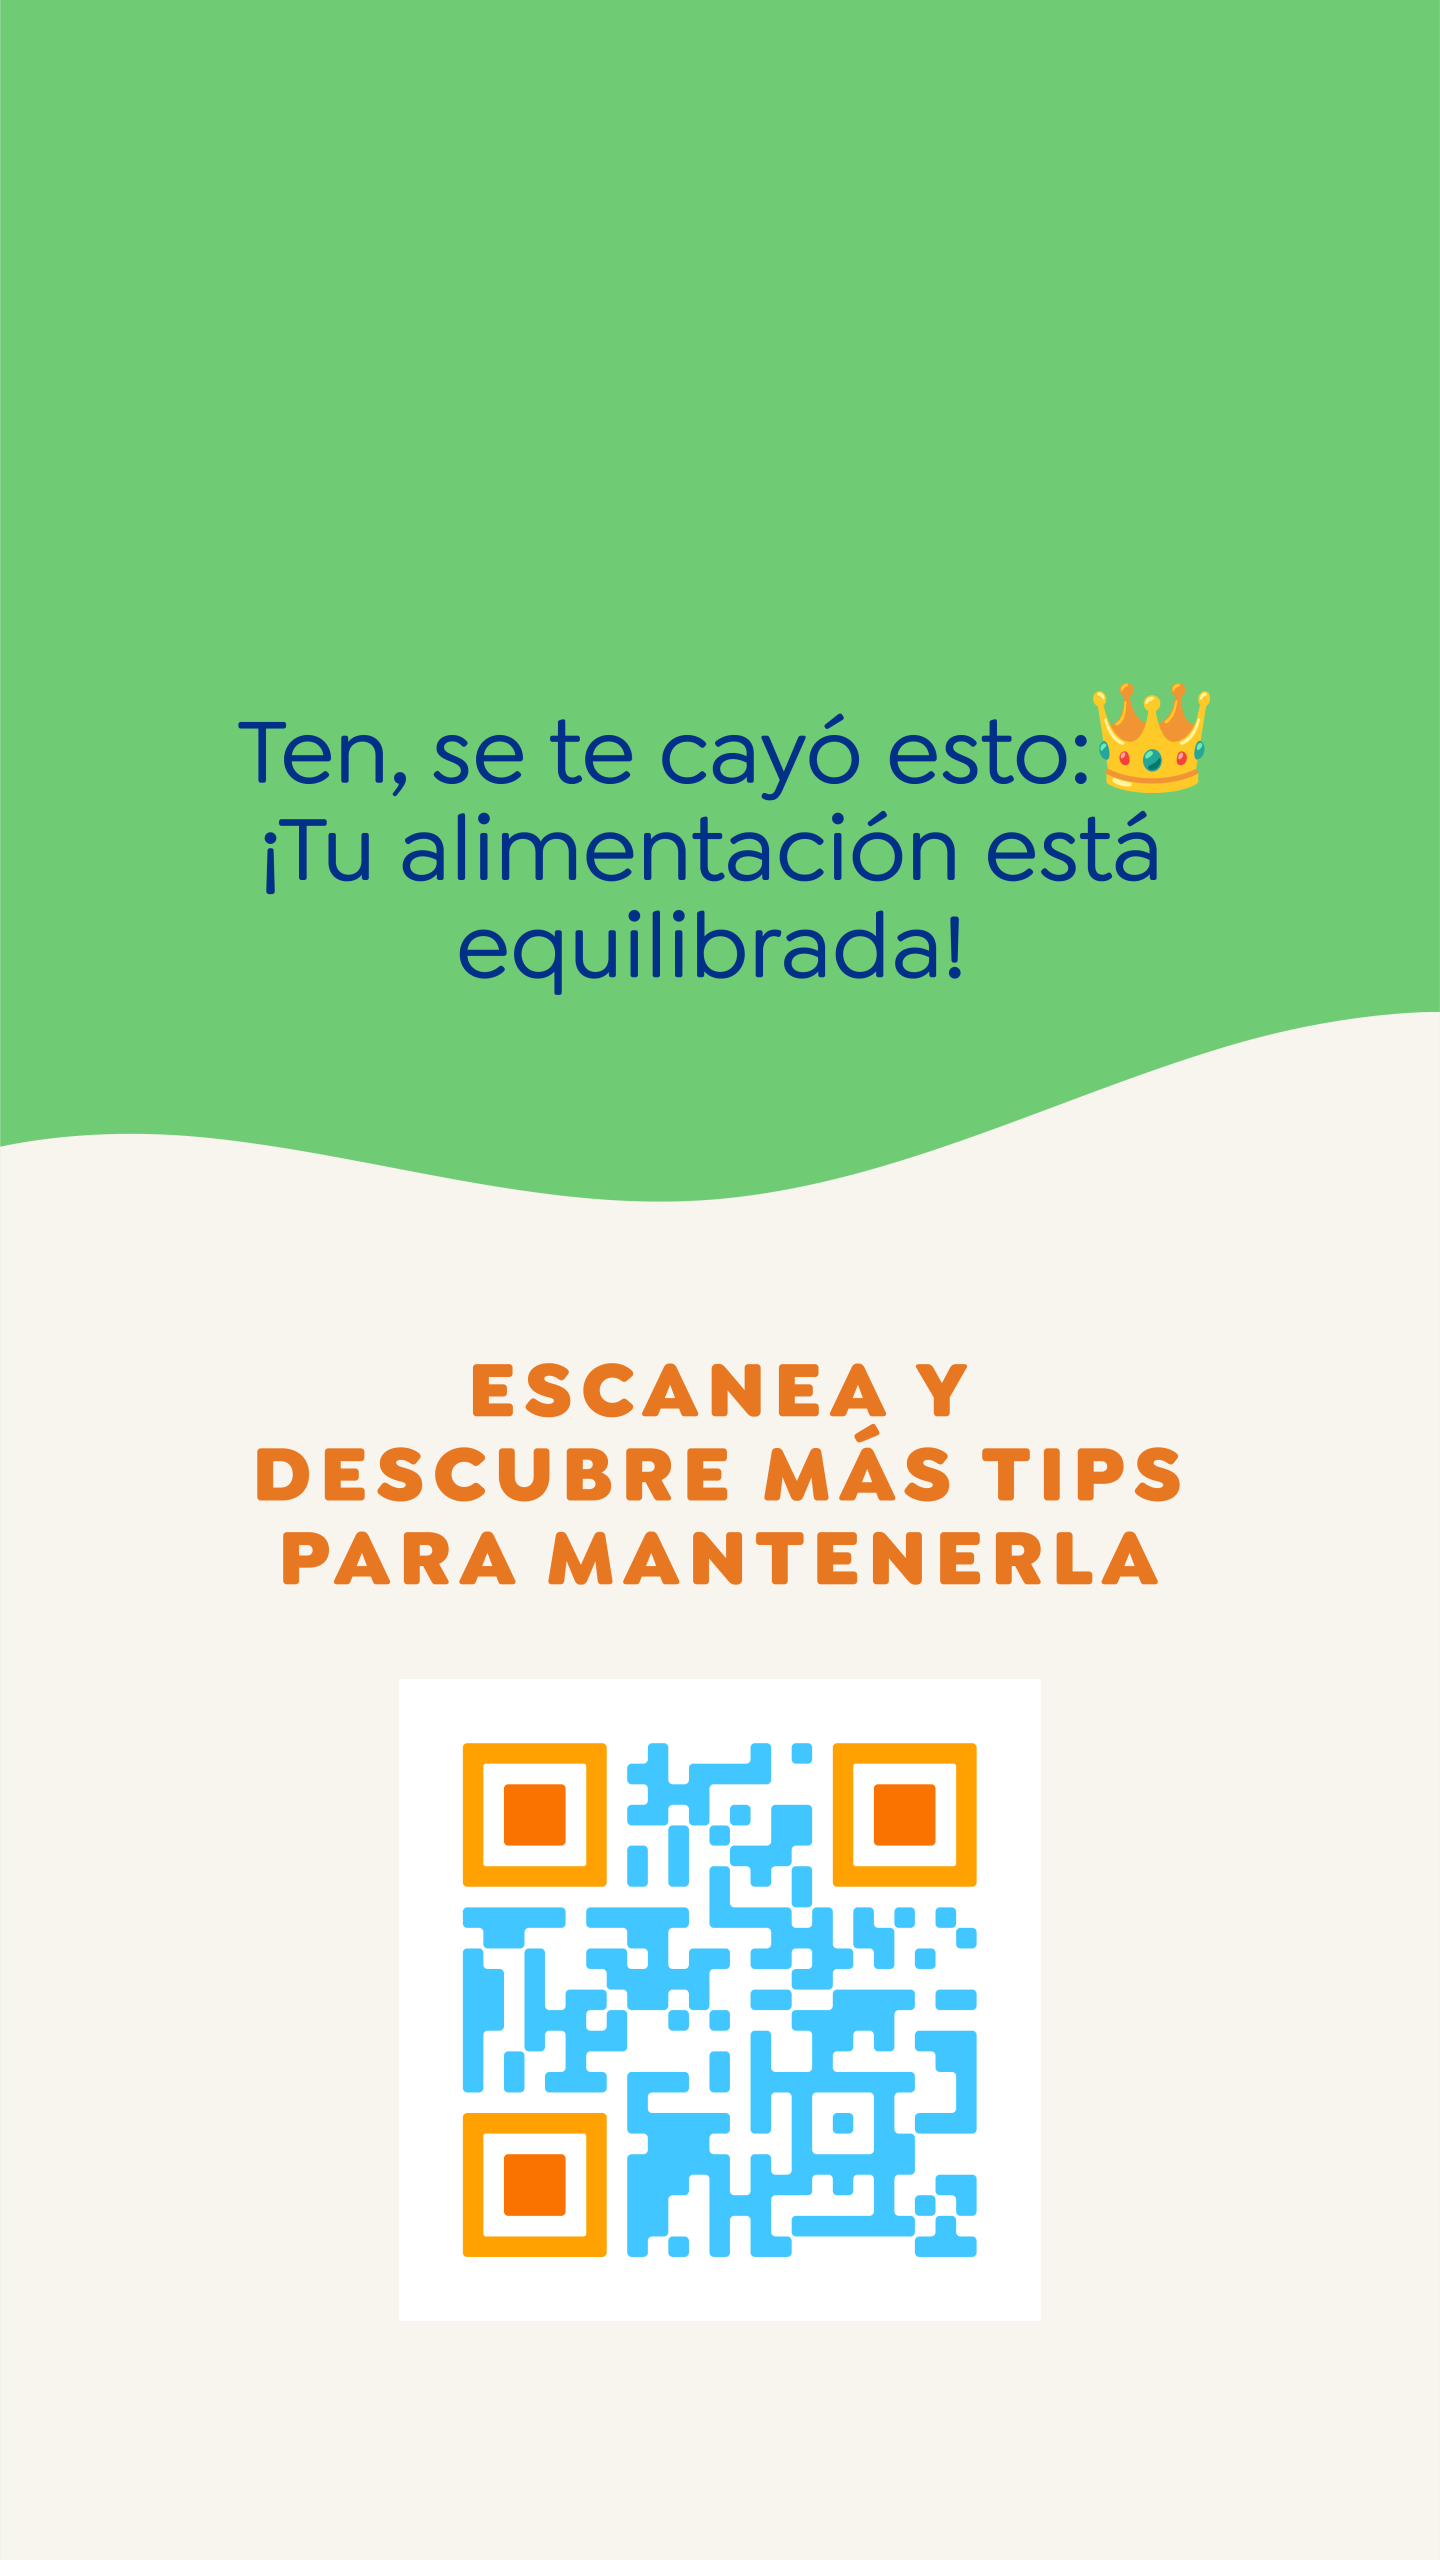 Ten, se te cayó esto:👑
¡Tu alimentación está
equilibrada!
ESCANEA Y
DESCUBRE MÁS TIPS
PARA MANTENERLA